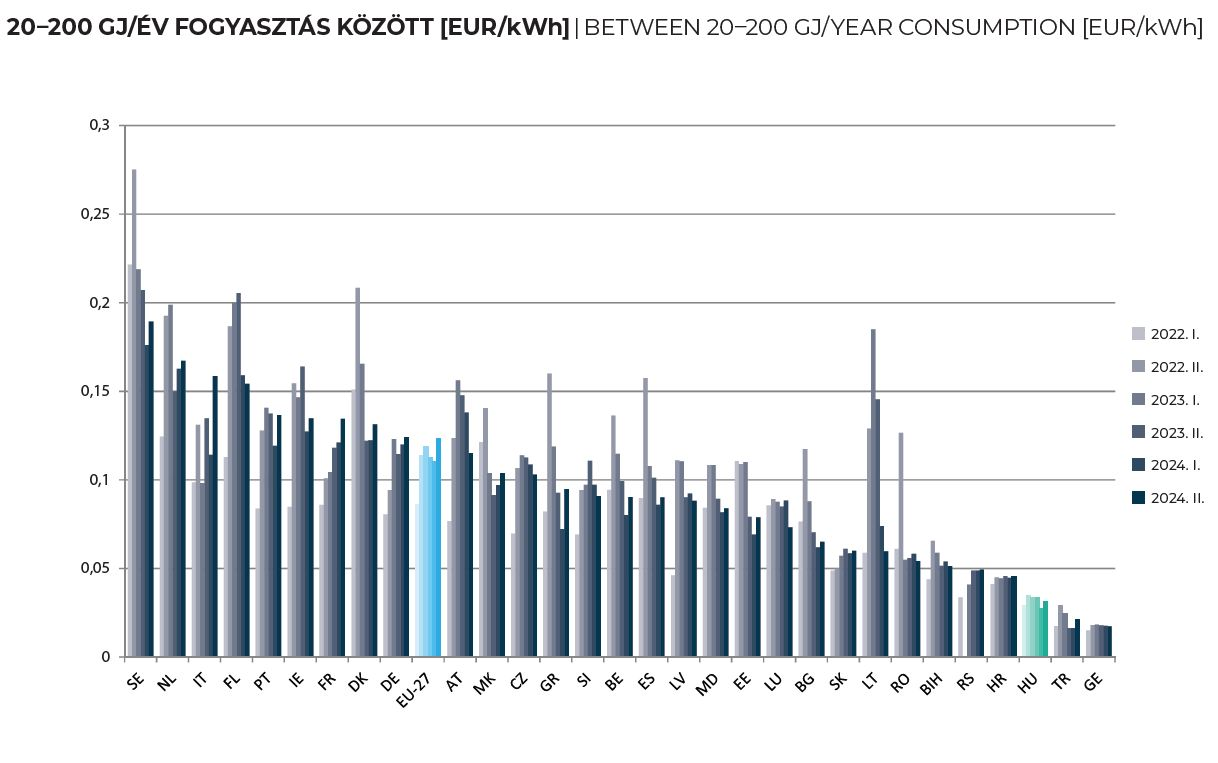 20–200 GJ/ÉV FOGYASZTÁS KÖZÖTT [EUR/kWh] | BETWEEN 20–200 GJ/YEAR CONSUMPTION [EUR/kWh]
0,3
0,25
0,2
0,15
0,1
0,05
0
2022. I.
2022. II.
2023. I.
2023. II.
2024. I.
2024. II.
SE NL IT FL PT IE FR DK DE EU-27 AT MK CZ GR SI BE ES LV MD EE LU BG SK LT RO BIH RS HR HU TR GE